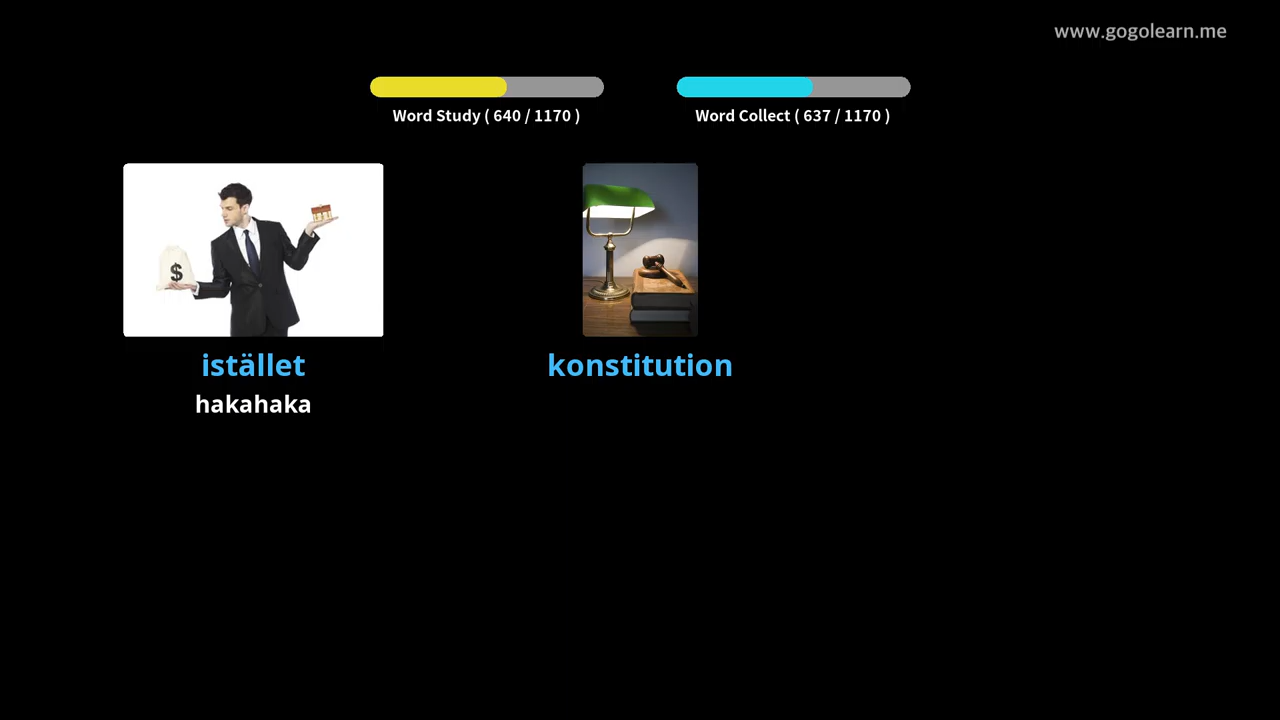 www.gogolearn.me
Word Study ( 640 / 1170 )
Word Collect ( 637 / 1170 )
$
istället
konstitution
hakahaka